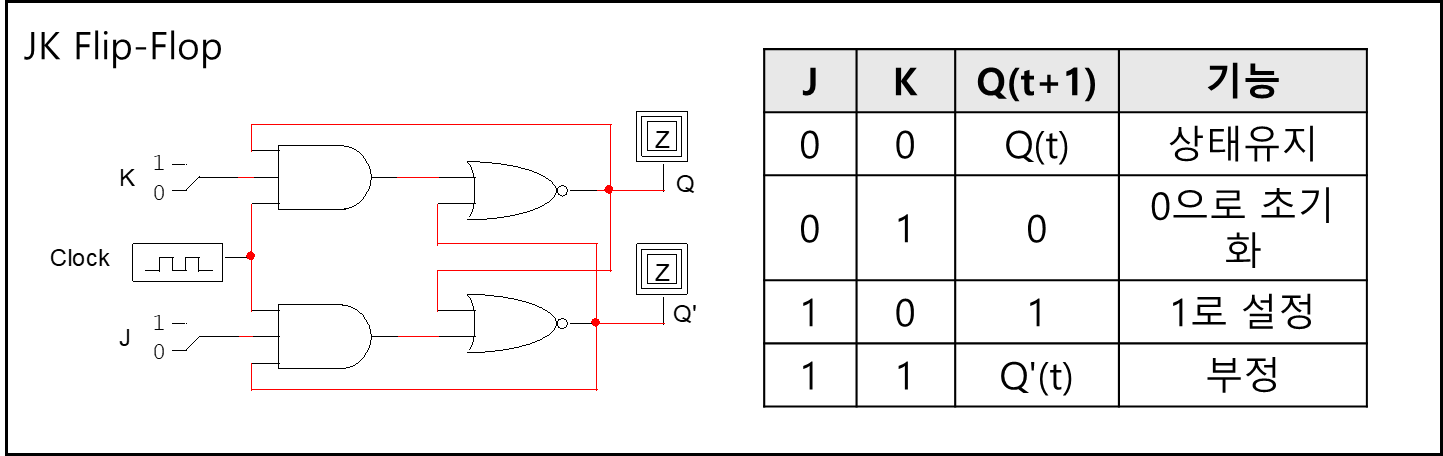 JK Flip-Flop
K
1
0
Clock
J
1
0
Z
Q
Z
Q'
J K Q(t+1) 기능
0 0 Q(t) 상태유지
0 1 0 0으로 초기
화
1 0 1 1로 설정
1 1 Q'(t) 부정